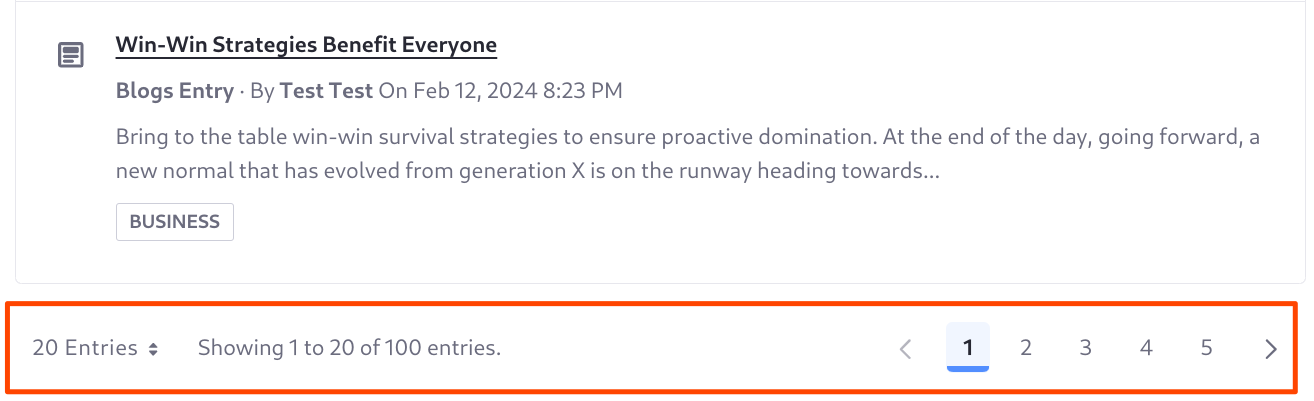 Win-Win Strategies Benefit Everyone
Blogs Entry · By Test Test On Feb 12, 2024 8:23 PM
Bring to the table win-win survival strategies to ensure proactive domination. At the end of the day, going forward, a
new normal that has evolved from generation X is on the runway heading towards...
BUSINESS
20 Entries Showing 1 to 20 of 100 entries. 1 2 3 4 5